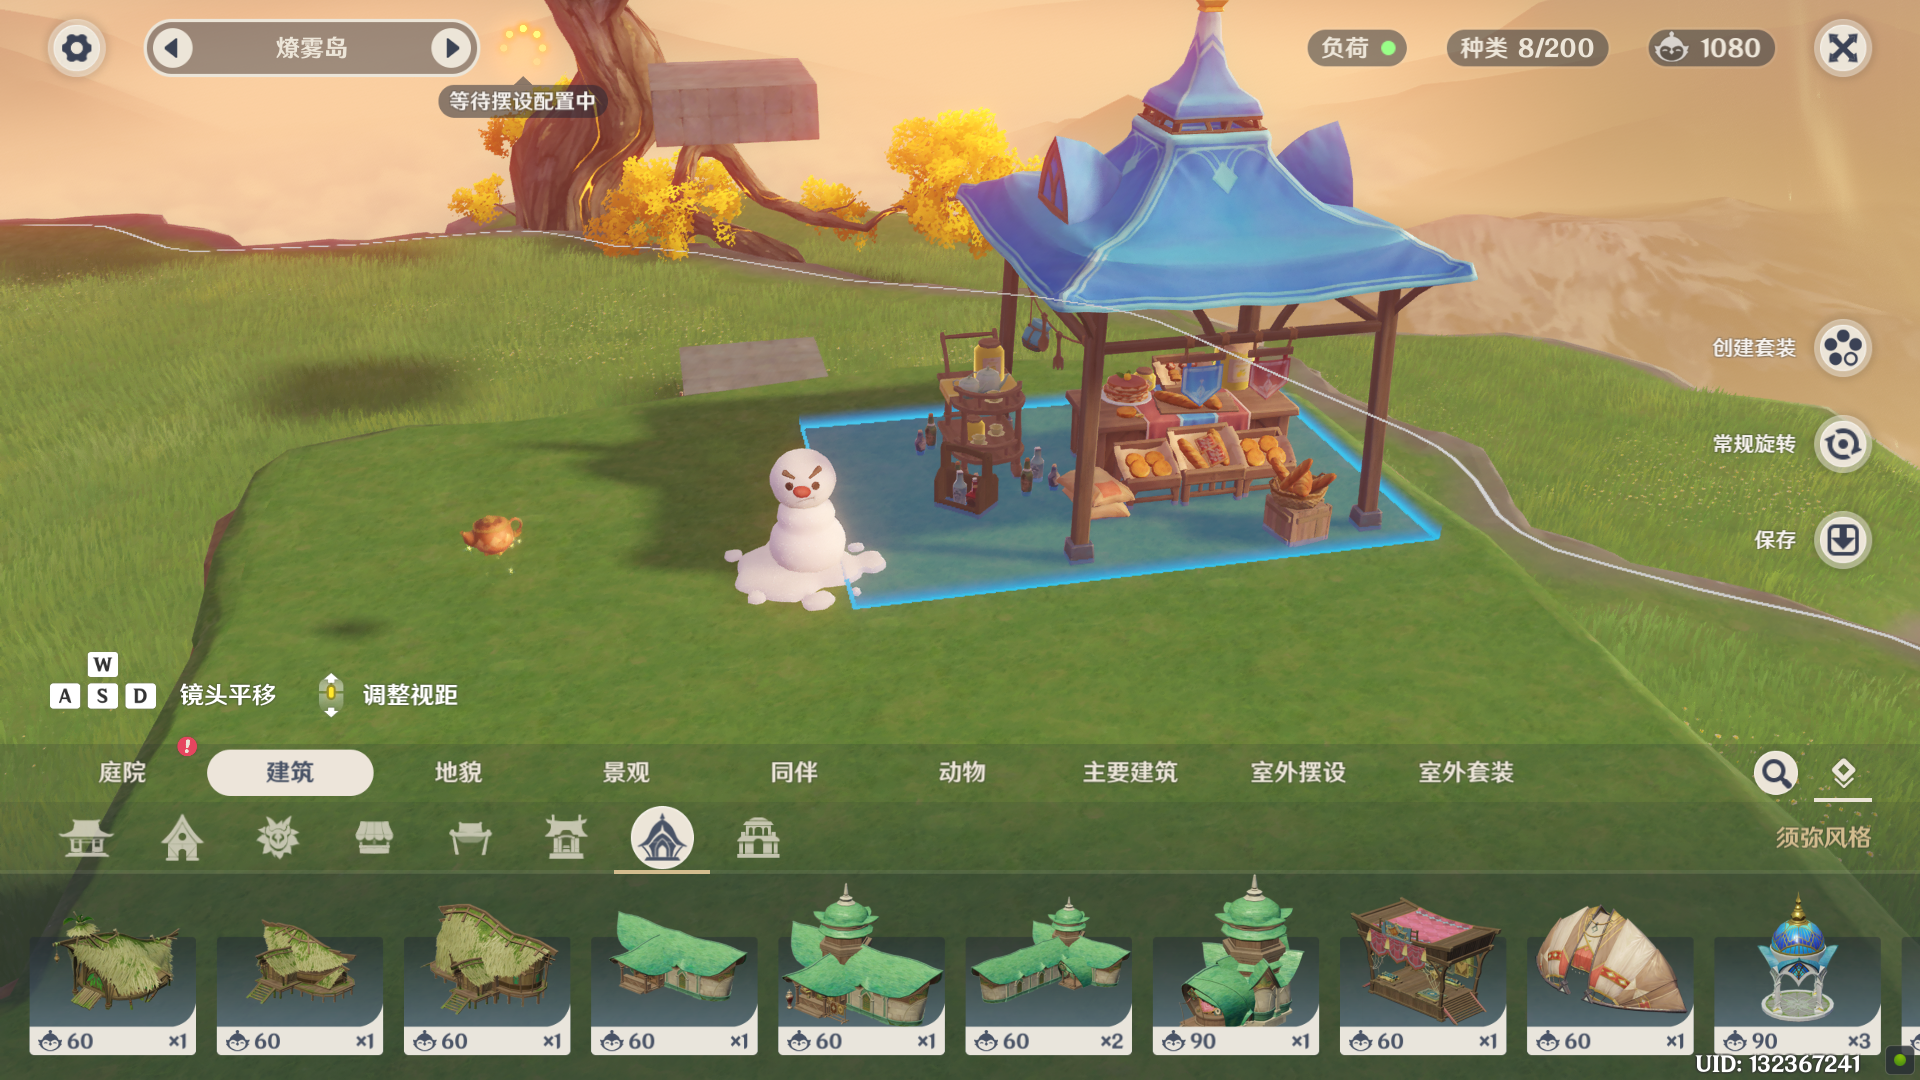 燎雾岛
等待摆设配置中
负荷
种类 8/200
1080
创建套装
常规旋转
保存
W
A S D 镜头平移
调整视距
庭院
建筑
地貌
景观
同伴
动物
主要建筑
室外摆设
室外套装
须弥风格
60 ×1
60 ×1
60 ×1
60 ×1
60 ×1
60 ×2
90 ×1
60 ×1
60 ×1
90 ×3
UID: 132367241